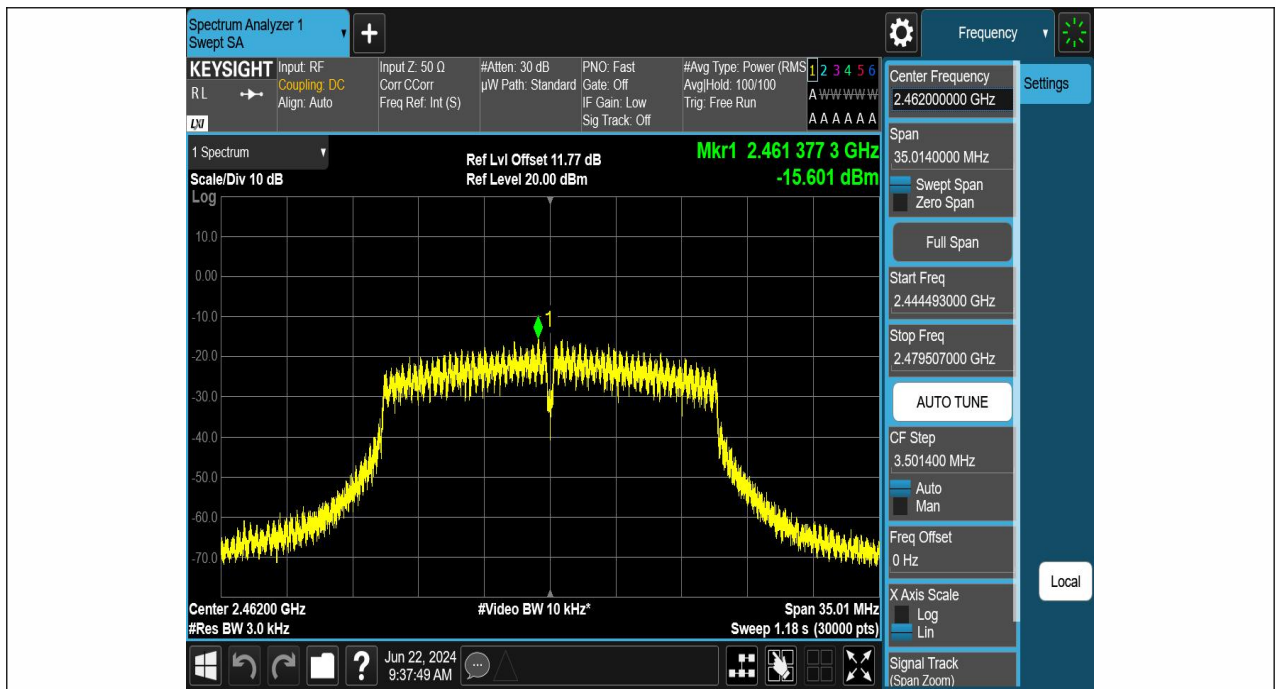 Spectrum Analyzer 1
Swept SA
Frequency
KEYSIGHT
RL
LXI
Input: RF
Coupling: DC
Align: Auto
Input Z: 50 Ω
Corr CCorr
Freq Ref: Int (S)
#Atten: 30 dB
µW Path: Standard
PNO: Fast
Gate: Off
IF Gain: Low
Sig Track: Off
#Avg Type: Power (RMS
Avg|Hold: 100/100
Trig: Free Run
1 2 3 4 5 6
A W W W W W
A A A A A A
1 Spectrum
Scale/Div 10 dB
Log
Ref Lvl Offset 11.77 dB
Ref Level 20.00 dBm
Mkr1 2.461 377 3 GHz
-15.601 dBm
10.0
0.00
-10.0
-20.0
-30.0
-40.0
-50.0
-60.0
-70.0
1
Center 2.46200 GHz
#Res BW 3.0 kHz
#Video BW 10 kHz*
Span 35.01 MHz
Sweep 1.18 s (30000 pts)
Center Frequency
2.462000000 GHz
Settings
Span
35.0140000 MHz
Swept Span
Zero Span
Full Span
Start Freq
2.444493000 GHz
Stop Freq
2.479507000 GHz
AUTO TUNE
CF Step
3.501400 MHz
Auto
Man
Freq Offset
0 Hz
X Axis Scale
Log
Lin
Local
Signal Track
(Span Zoom)
?
Jun 22, 2024
9:37:49 AM